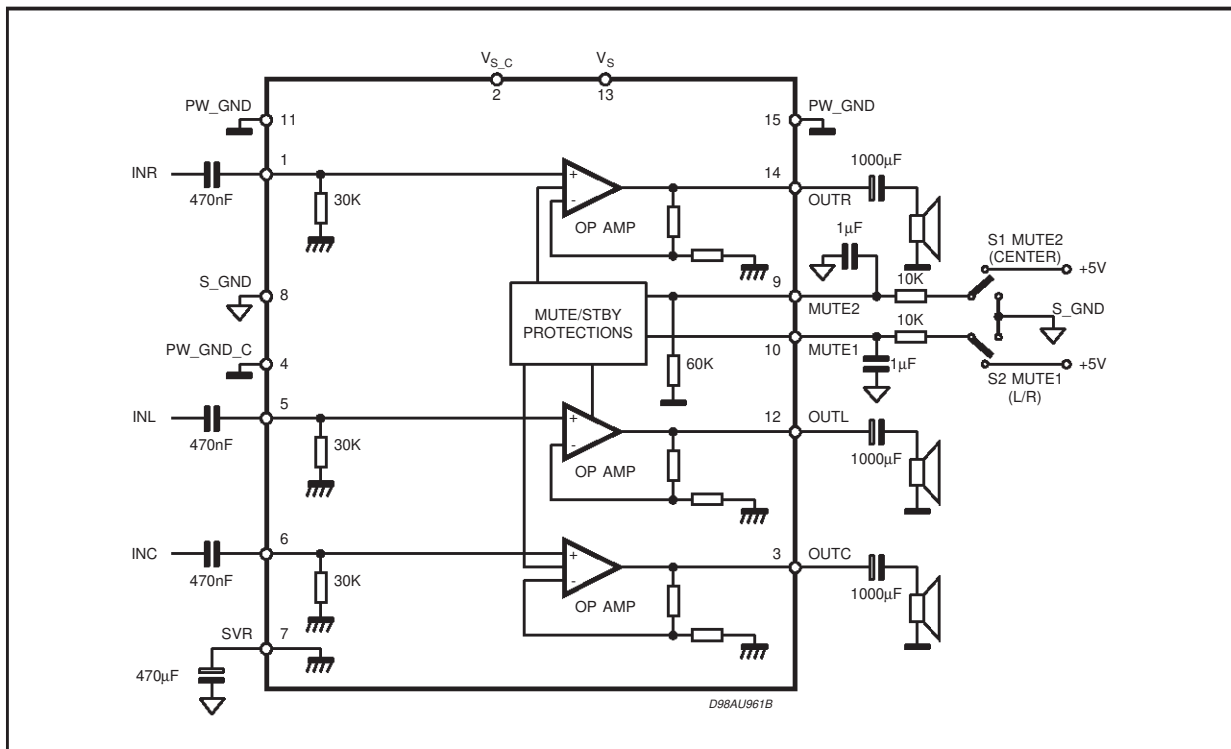 V_S_C
V_S
2
13
PW_GND
11
15
PW_GND
INR
470nF
1
30K
+
-
OP AMP
14
OUTR
1000µF
1µF
S1 MUTE2
(CENTER)
+5V
S_GND
8
MUTE/STBY
PROTECTIONS
9
MUTE2
10K
S_GND
10
MUTE1
10K
60K
1µF
+5V
S2 MUTE1
(L/R)
PW_GND_C
4
INL
470nF
5
30K
+
-
OP AMP
12
OUTL
1000µF
INC
470nF
6
30K
+
-
OP AMP
3
OUTC
1000µF
SVR
7
470µF
D98AU961B